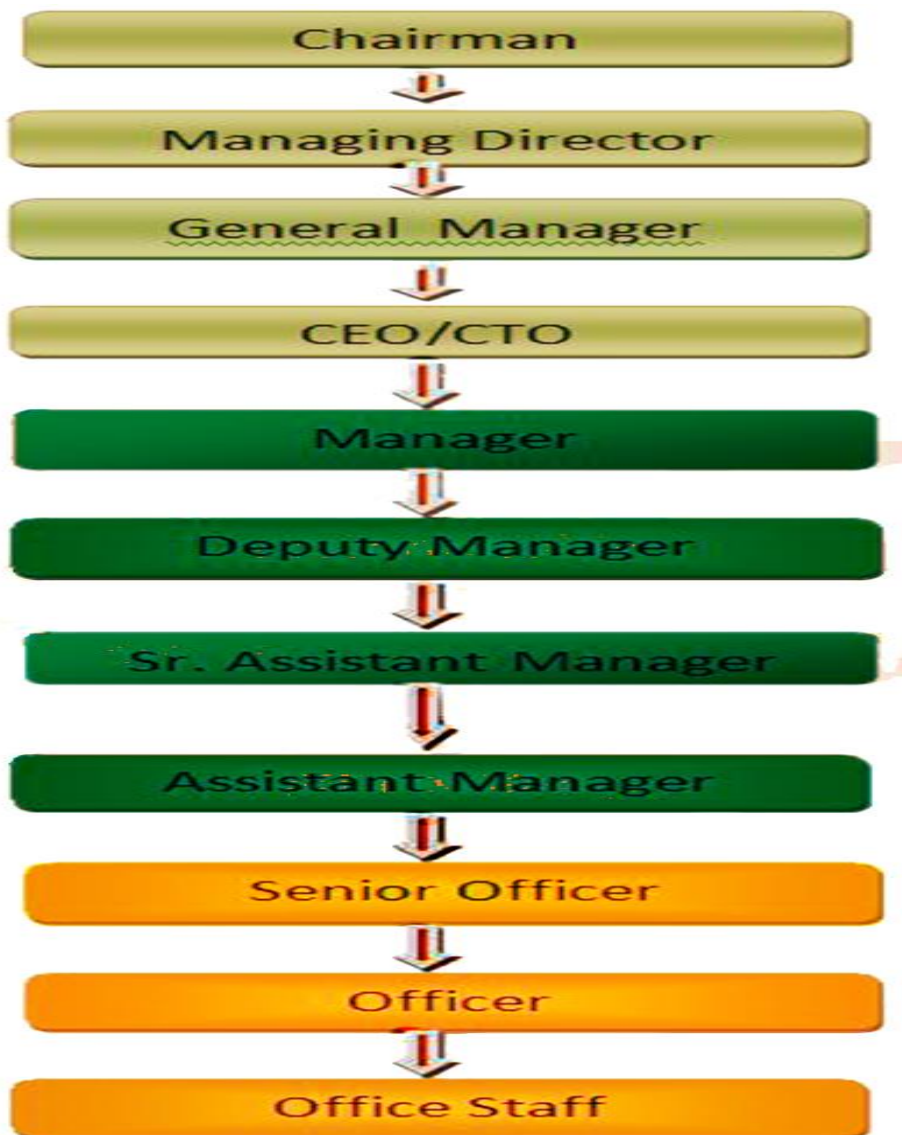 Chairman
Managing Director
General Manager
CEO/CTO
Manager
Deputy Manager
Sr. Assistant Manager
Assistant Manager
Senior Officer
Officer
Office Staff